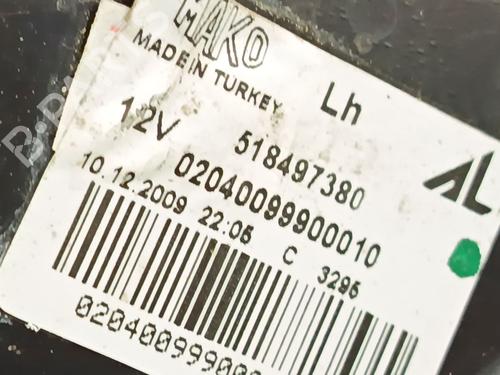 MAKO
MADE IN TURKEY
Lh
12V
518497380
AL
02040099900010
10.12.2009 22:05 C 3295